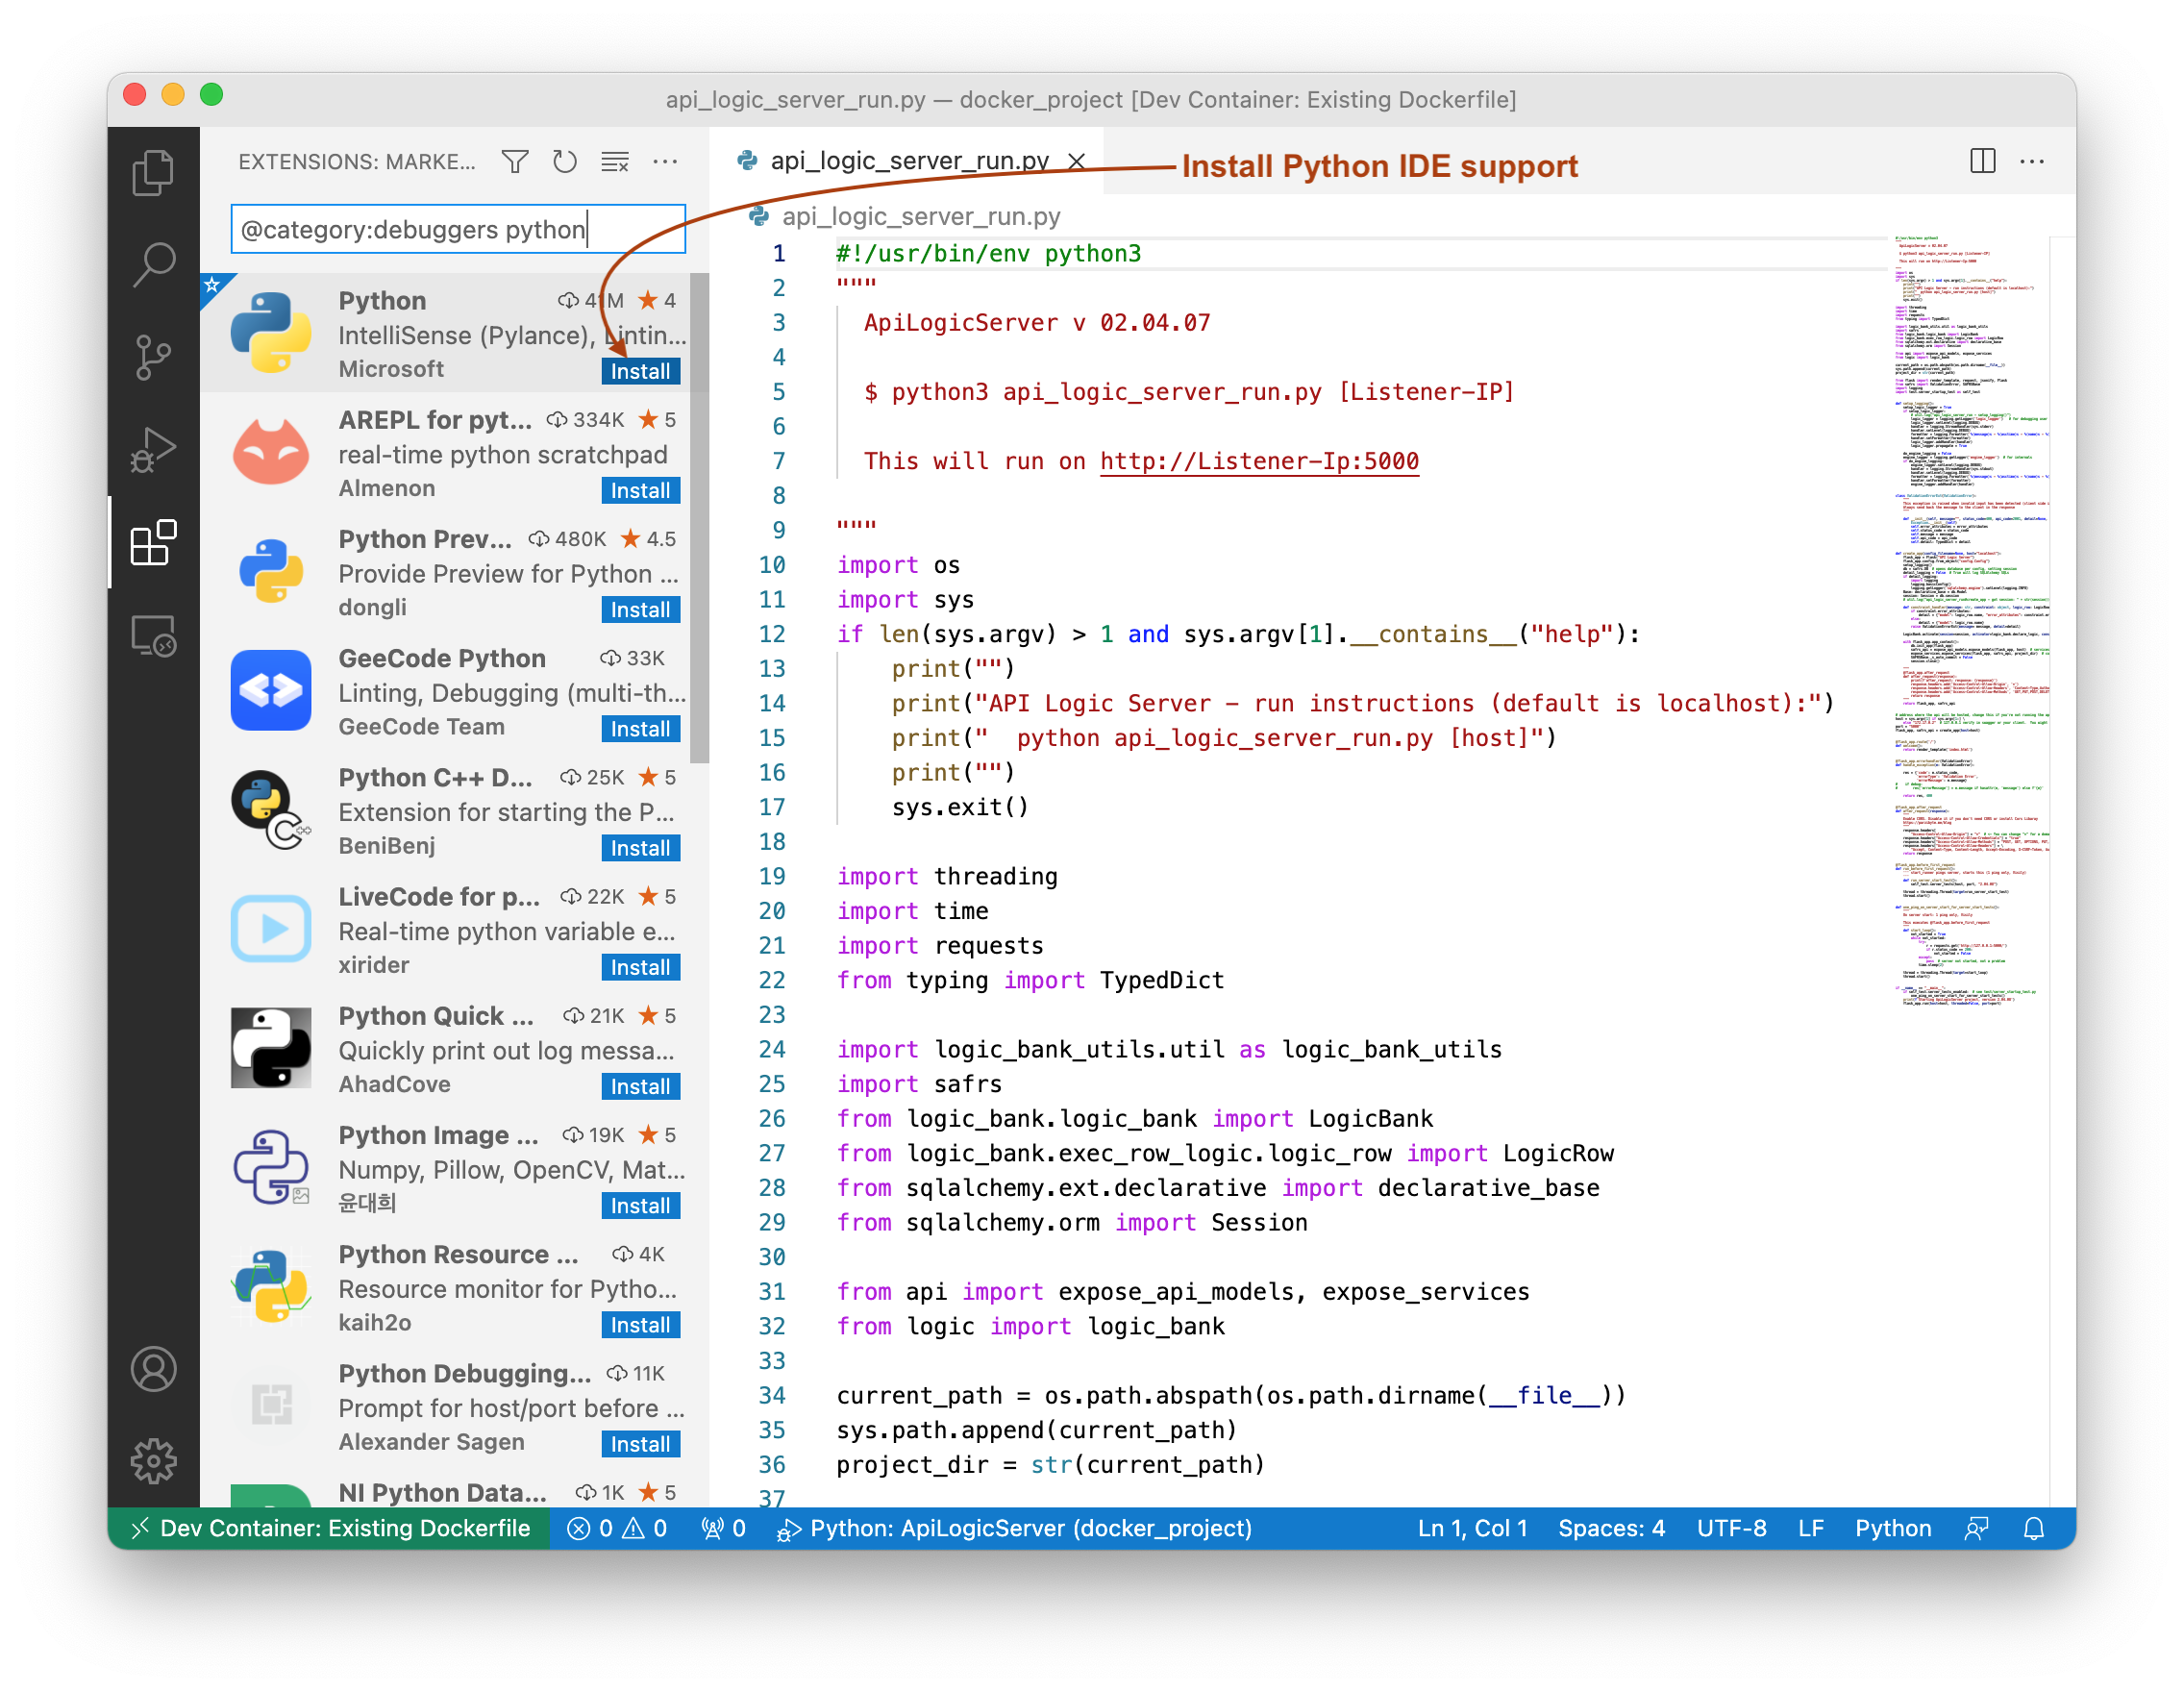 api_logic_server_run.py — docker_project [Dev Container: Existing Dockerfile]
EXTENSIONS: MARKE...
@category:debuggers python
Python 4 M 4
IntelliSense (Pylance), Lintin...
Microsoft Install
AREPL for pyt... 334K 5
real-time python scratchpad
Almenon Install
Python Prev... 480K 4.5
Provide Preview for Python ...
dongli Install
GeeCode Python 33K
Linting, Debugging (multi-th...
GeeCode Team Install
Python C++ D... 25K 5
Extension for starting the P...
BeniBenj Install
LiveCode for p... 22K 5
Real-time python variable e...
xirider Install
Python Quick ... 21K 5
Quickly print out log messa...
AhadCove Install
Python Image ... 19K 5
Numpy, Pillow, OpenCV, Mat...
윤대희 Install
Python Resource ... 4K
Resource monitor for Pytho...
kaih2o Install
Python Debugging... 11K
Prompt for host/port before ...
Alexander Sagen Install
NI Python Data... 1K 5
api_logic_server_run.py
Install Python IDE support
api_logic_server_run.py
1 #!/usr/bin/env python3
2 """
3 ApiLogicServer v 02.04.07
4
5 $ python3 api_logic_server_run.py [Listener-IP]
6
7 This will run on http://Listener-Ip:5000
8
9 """
10 import os
11 import sys
12 if len(sys.argv) > 1 and sys.argv[1].__contains__("help"):
13 print("")
14 print("API Logic Server - run instructions (default is localhost):")
15 print("  python api_logic_server_run.py [host]")
16 print("")
17 sys.exit()
18
19 import threading
20 import time
21 import requests
22 from typing import TypedDict
23
24 import logic_bank_utils.util as logic_bank_utils
25 import safrs
26 from logic_bank.logic_bank import LogicBank
27 from logic_bank.exec_row_logic.logic_row import LogicRow
28 from sqlalchemy.ext.declarative import declarative_base
29 from sqlalchemy.orm import Session
30
31 from api import expose_api_models, expose_services
32 from logic import logic_bank
33
34 current_path = os.path.abspath(os.path.dirname(__file__))
35 sys.path.append(current_path)
36 project_dir = str(current_path)
37
Dev Container: Existing Dockerfile 0 0 0 Python: ApiLogicServer (docker_project) Ln 1, Col 1 Spaces: 4 UTF-8 LF Python